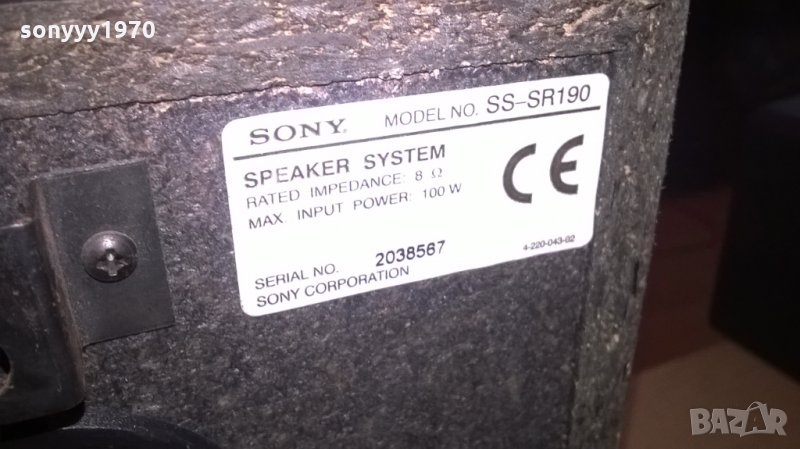 sonyyy1970
SONY. MODEL NO. SS-SR190
SPEAKER SYSTEM
RATED IMPEDANCE: 8 Ω
MAX INPUT POWER: 100 W
CE
SERIAL NO. 2038567
4-220-043-02
SONY CORPORATION
BAZAR